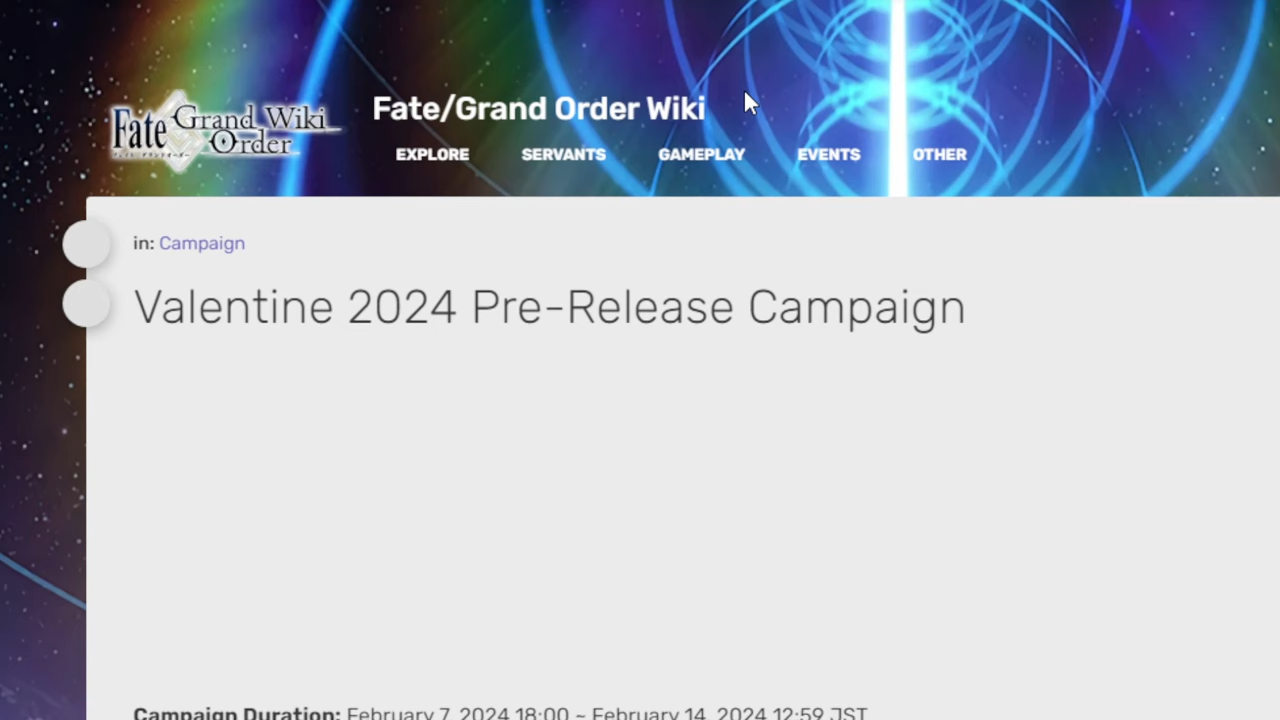 Fate Grand Wiki
Order
Fate/Grand Order Wiki
EXPLORE SERVANTS GAMEPLAY EVENTS OTHER
in: Campaign
Valentine 2024 Pre-Release Campaign
Campaign Duration: February 7, 2024 18:00 ~ February 14, 2024 12:59 JST